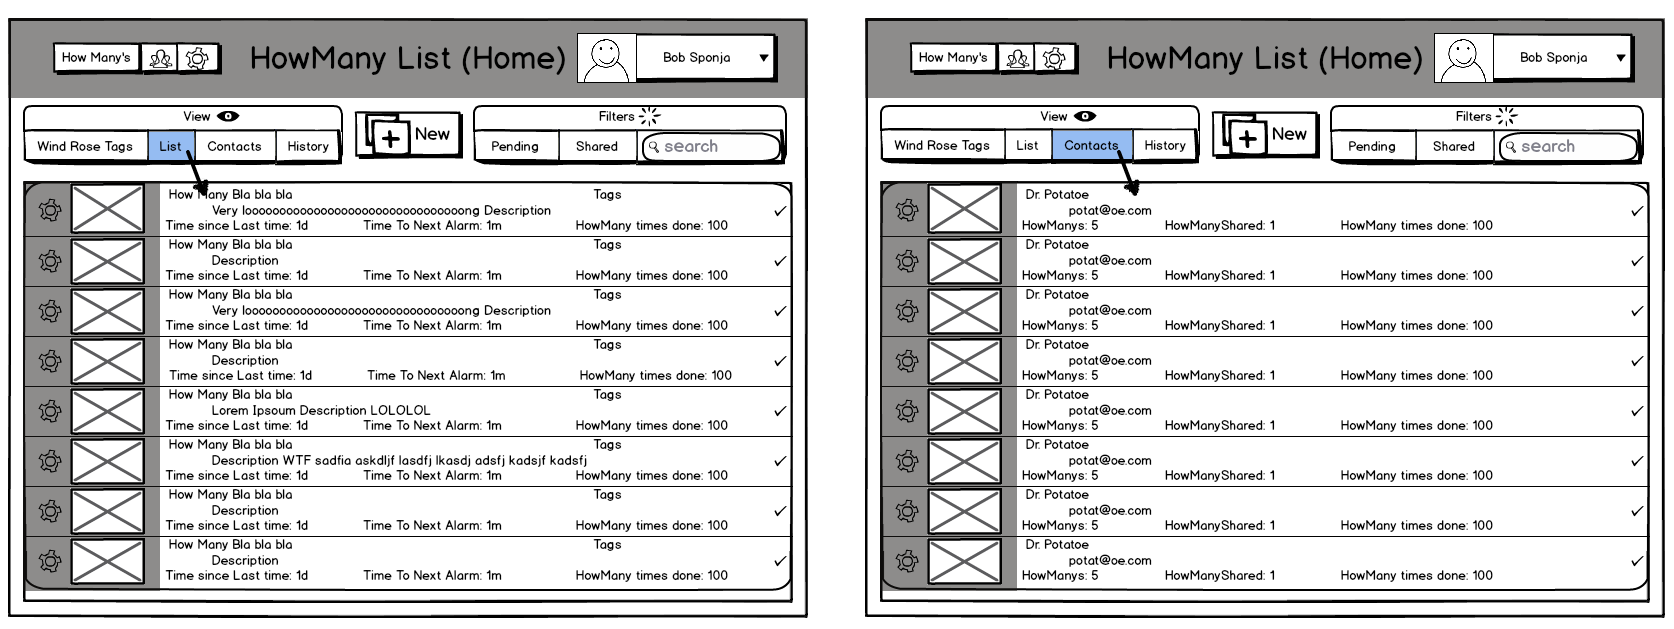 How Many's
HowMany List (Home)
Bob Sponja
View
Wind Rose Tags
List
Contacts
History
New
Filters
Pending
Shared
search
How Many Bla bla bla Tags
Very looooooooooooooooooooooooooooooooong Description
Time since Last time: 1d Time To Next Alarm: 1m HowMany times done: 100
How Many Bla bla bla Tags
Description
Time since Last time: 1d Time To Next Alarm: 1m HowMany times done: 100
How Many Bla bla bla Tags
Very looooooooooooooooooooooooooooooooong Description
Time since Last time: 1d Time To Next Alarm: 1m HowMany times done: 100
How Many Bla bla bla Tags
Description
Time since Last time: 1d Time To Next Alarm: 1m HowMany times done: 100
How Many Bla bla bla Tags
Lorem Ipsoum Description LOLOLOL
Time since Last time: 1d Time To Next Alarm: 1m HowMany times done: 100
How Many Bla bla bla Tags
Description WTF sadfia askdljf lasdfj lkasdj adsfj kadsjf kadsfj
Time since Last time: 1d Time To Next Alarm: 1m HowMany times done: 100
How Many Bla bla bla Tags
Description
Time since Last time: 1d Time To Next Alarm: 1m HowMany times done: 100
How Many Bla bla bla Tags
Description
Time since Last time: 1d Time To Next Alarm: 1m HowMany times done: 100
How Many's
HowMany List (Home)
Bob Sponja
View
Wind Rose Tags
List
Contacts
History
New
Filters
Pending
Shared
search
Dr. Potatoe
potat@oe.com
HowManys: 5 HowManyShared: 1 HowMany times done: 100
Dr. Potatoe
potat@oe.com
HowManys: 5 HowManyShared: 1 HowMany times done: 100
Dr. Potatoe
potat@oe.com
HowManys: 5 HowManyShared: 1 HowMany times done: 100
Dr. Potatoe
potat@oe.com
HowManys: 5 HowManyShared: 1 HowMany times done: 100
Dr. Potatoe
potat@oe.com
HowManys: 5 HowManyShared: 1 HowMany times done: 100
Dr. Potatoe
potat@oe.com
HowManys: 5 HowManyShared: 1 HowMany times done: 100
Dr. Potatoe
potat@oe.com
HowManys: 5 HowManyShared: 1 HowMany times done: 100
Dr. Potatoe
potat@oe.com
HowManys: 5 HowManyShared: 1 HowMany times done: 100